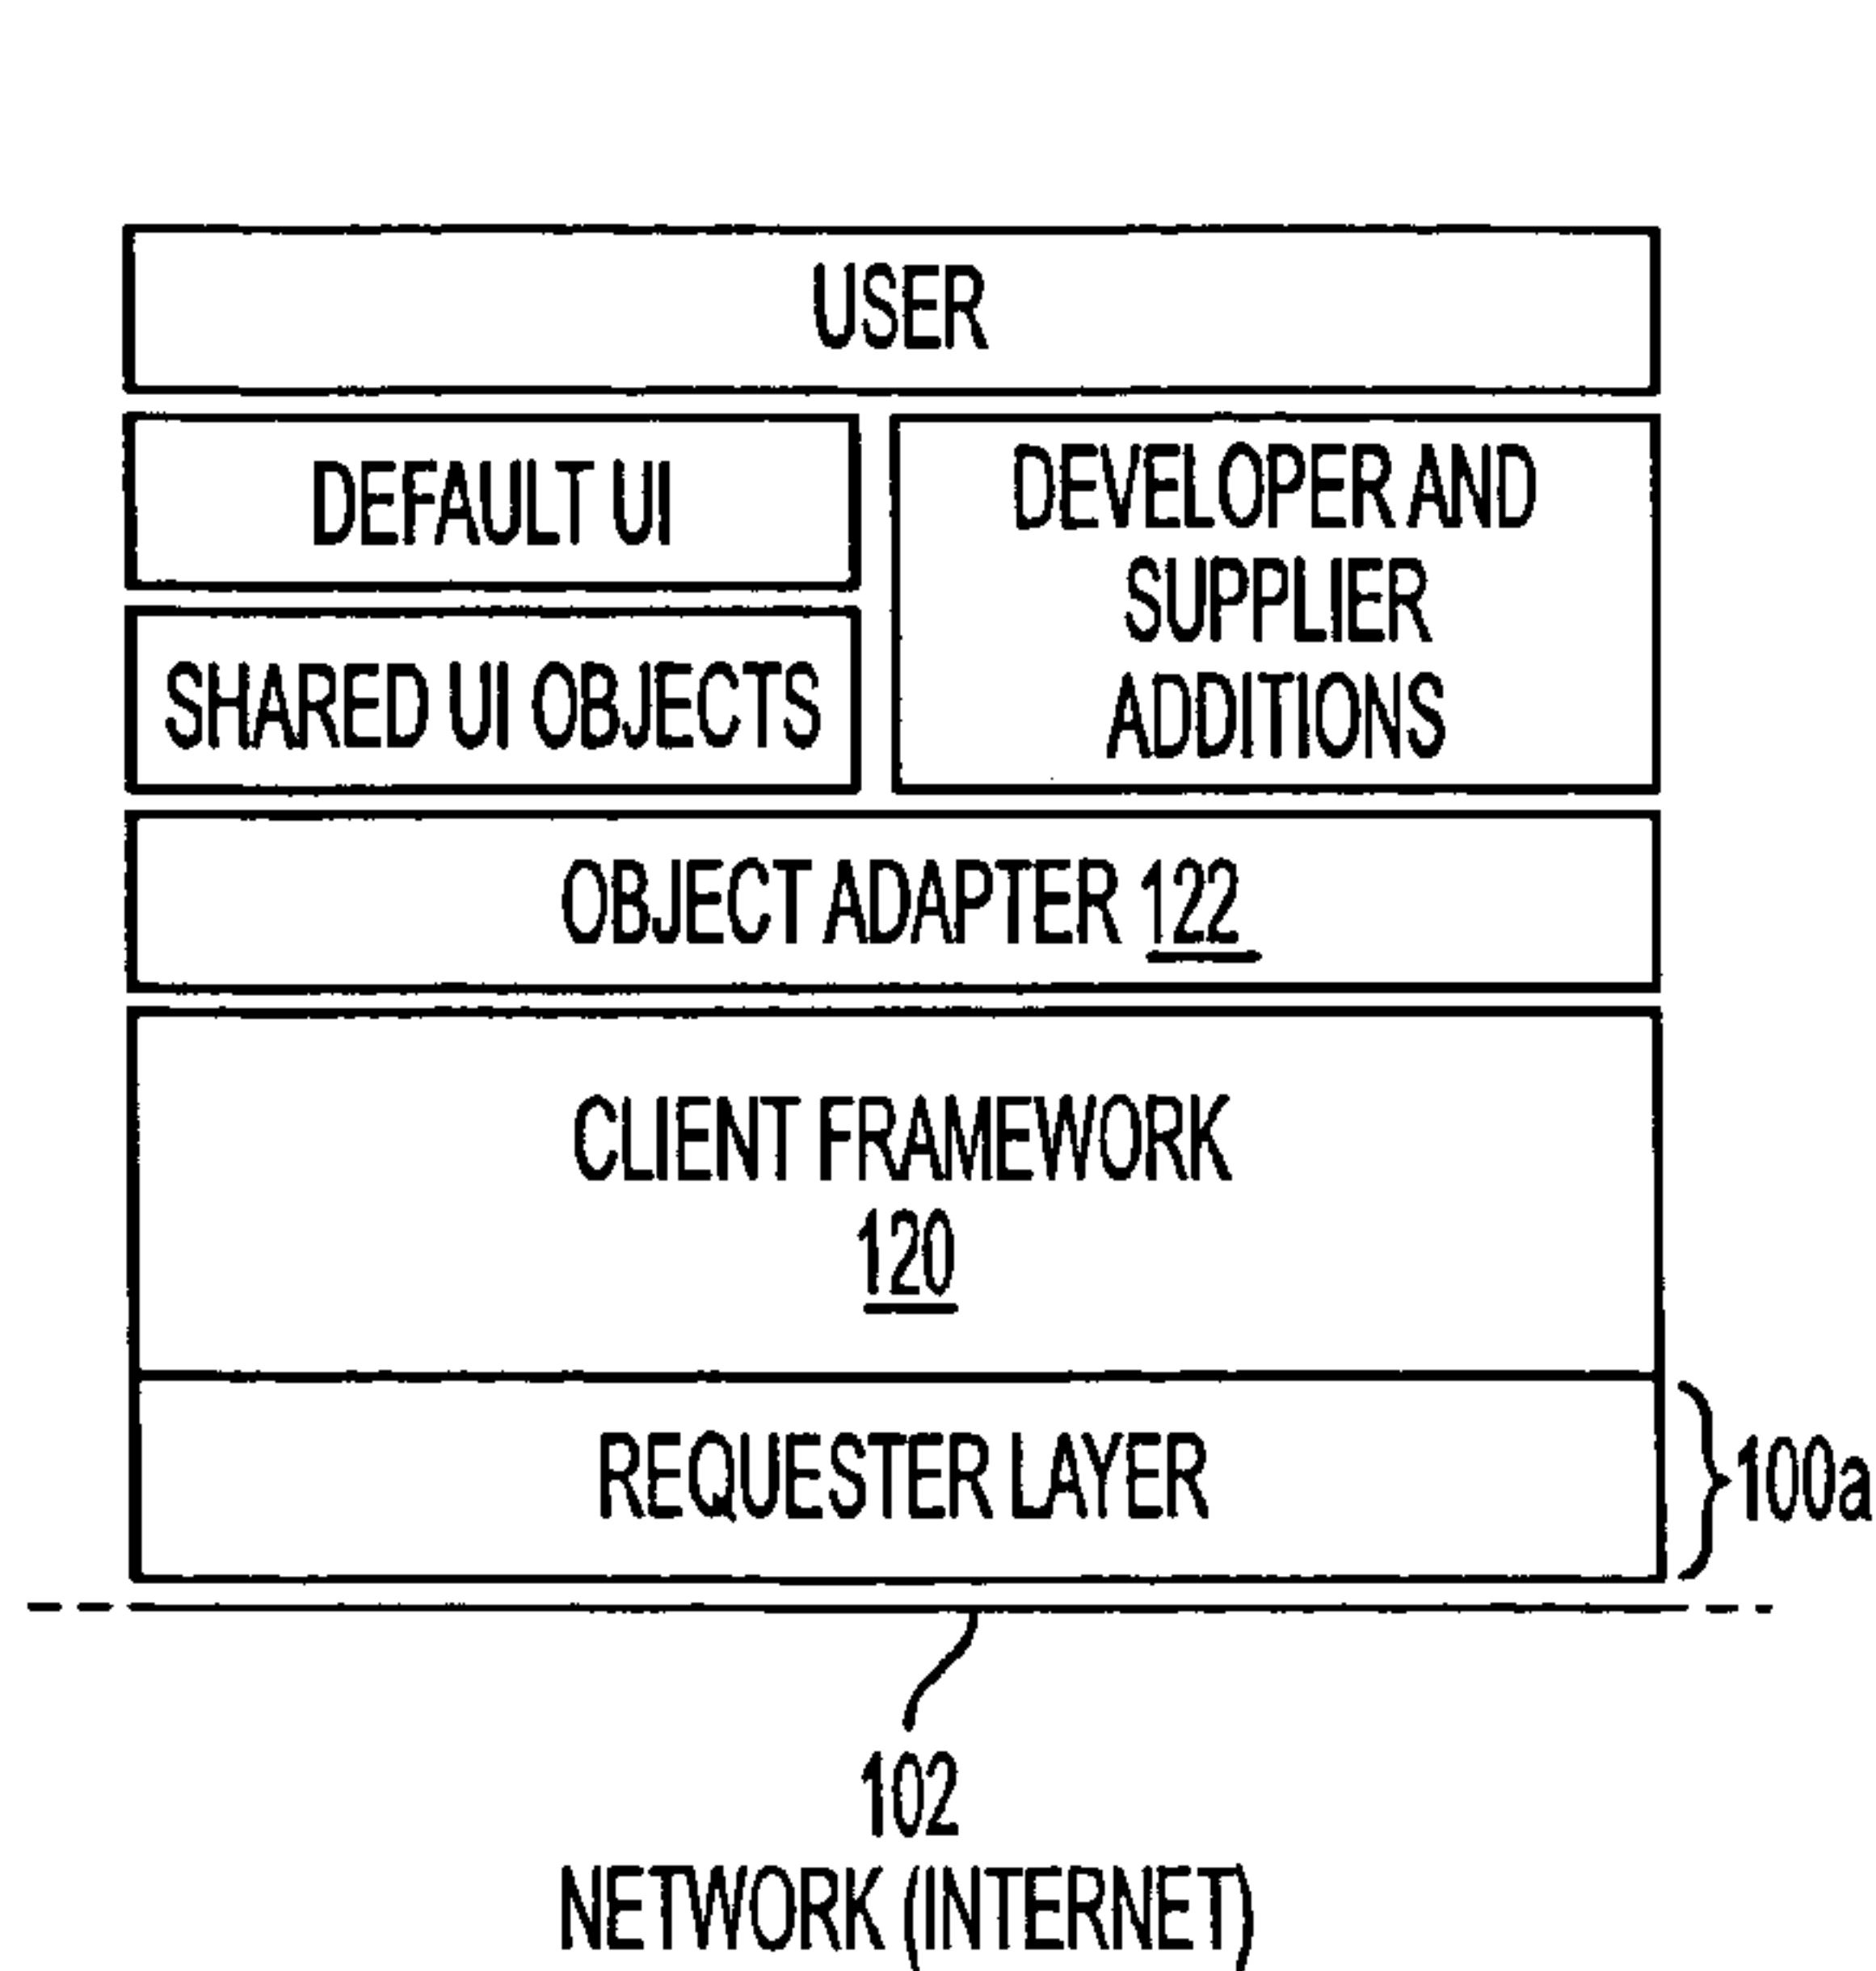 USER
DEFAULT UI
SHARED UI OBJECTS
DEVELOPER AND
SUPPLIER
ADDITIONS
OBJECT ADAPTER 122
CLIENT FRAMEWORK
120
REQUESTER LAYER
100a
102
NETWORK (INTERNET)